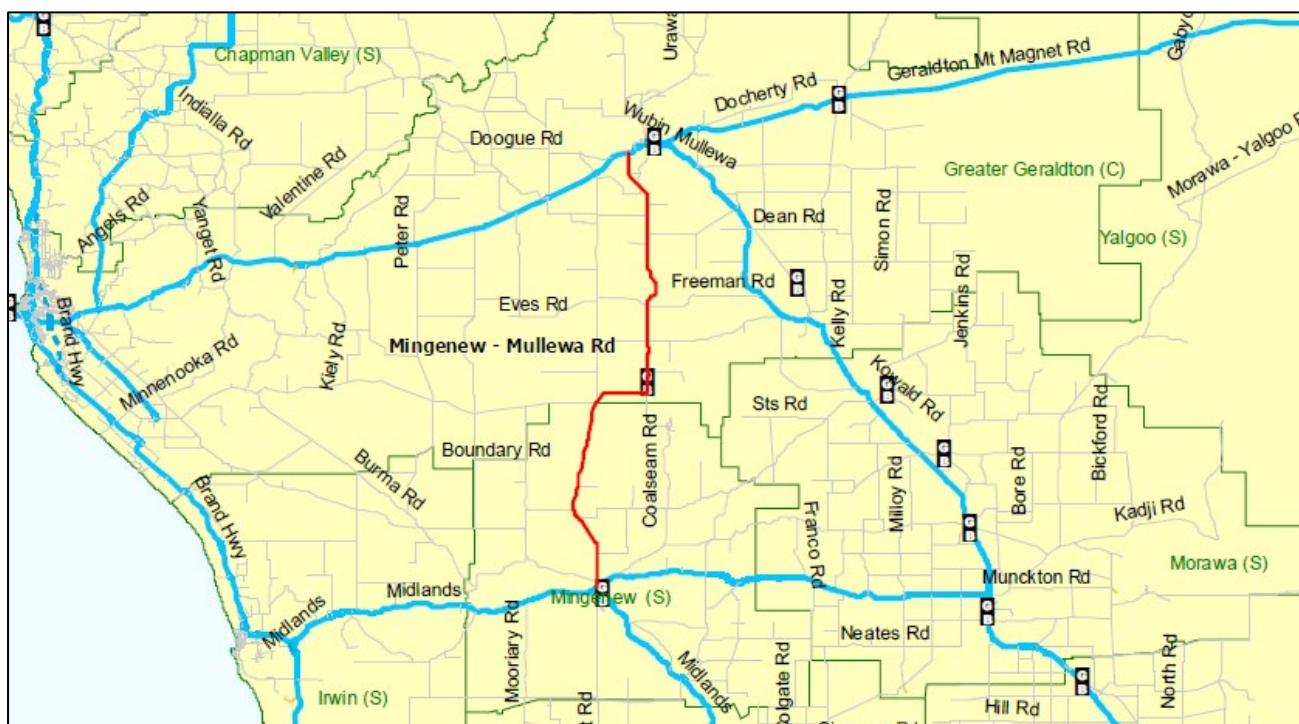 Chapman Valley (S)
Urawa
Gabyo
Geraldton Mt Magnet Rd
Docherty Rd
Indialla Rd
Doogue Rd
Wubin Mullewa
Valentine Rd
Greater Geraldton (C)
Morawa - Yalgoo R
Angels Rd
Yanget Rd
Peter Rd
Dean Rd
Simon Rd
Yalgoo (S)
Freeman Rd
Eves Rd
Jenkins Rd
Kelly Rd
Brand Hwy
Minnenooka Rd
Kiely Rd
Mingenew - Mullewa Rd
Kowald Rd
Sts Rd
Bickford Rd
Boundary Rd
Coalseam Rd
Burma Rd
Milloy Rd
Bore Rd
Brand Hwy
Franco Rd
Kadji Rd
Morawa (S)
Munckton Rd
Midlands
Mingenew (S)
Midlands
Mooriary Rd
Neates Rd
Midlands
olgate Rd
North Rd
Irwin (S)
Hill Rd